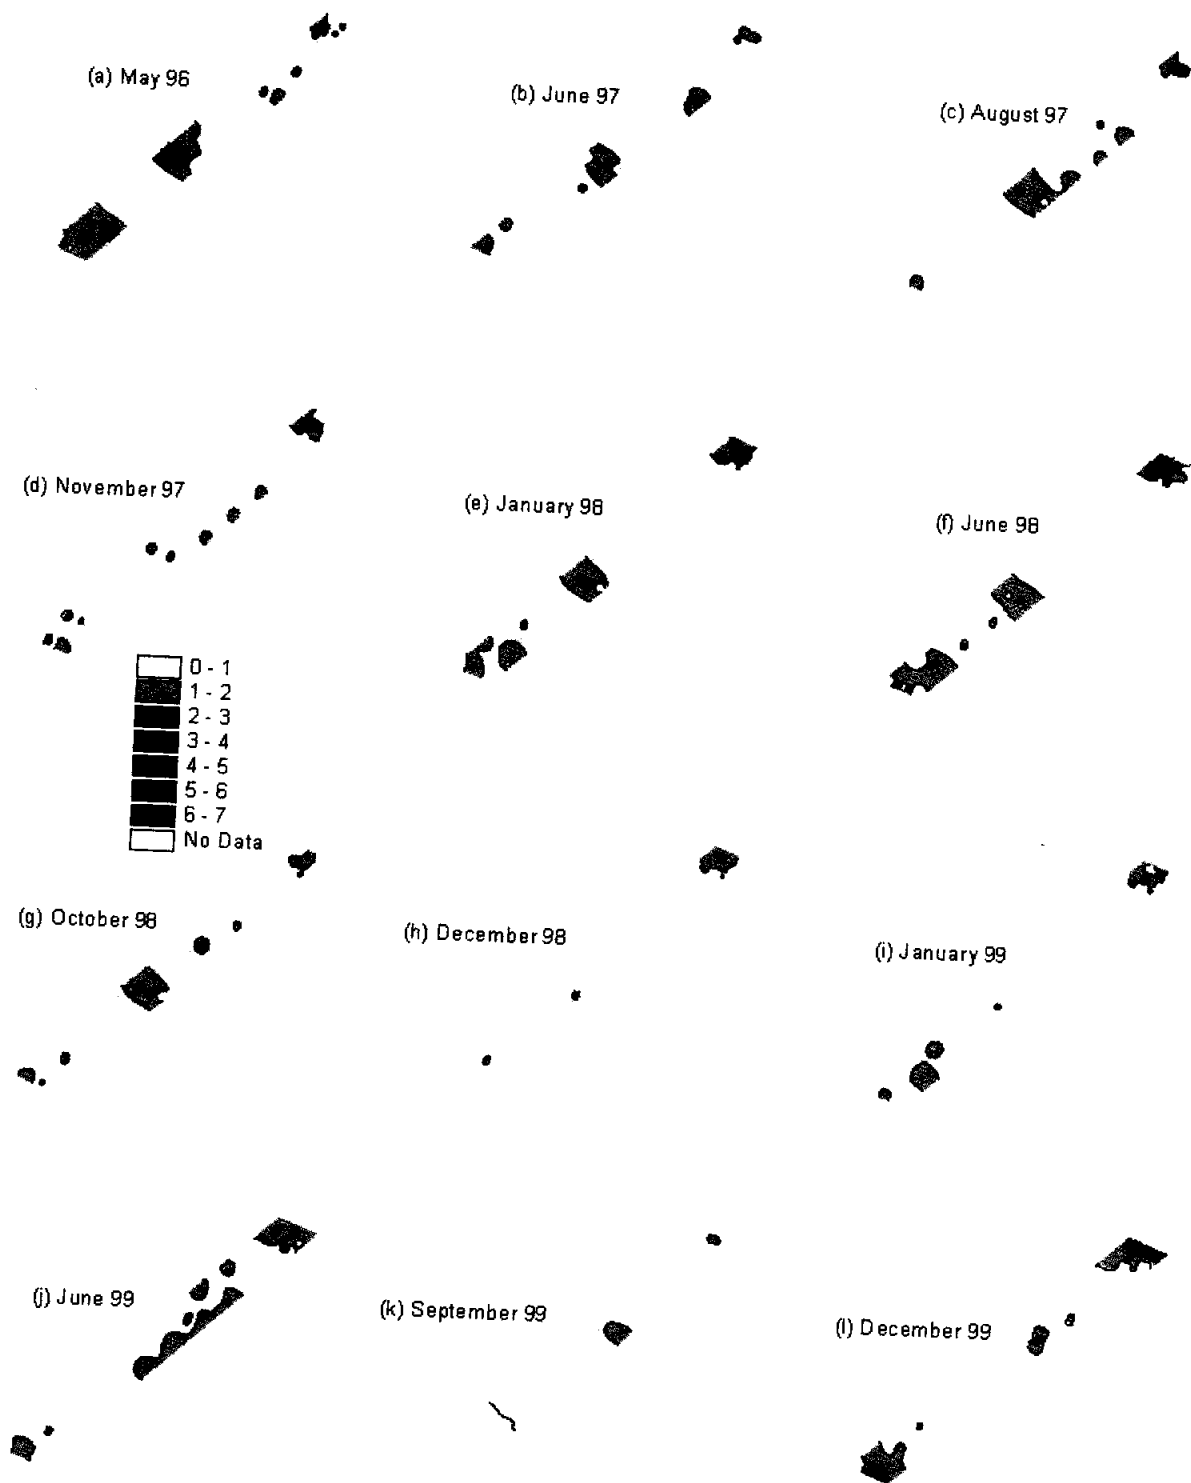 (a) May 96
(b) June 97
(c) August 97
(d) November 97
(e) January 98
(f) June 98
0 - 1
1 - 2
2 - 3
3 - 4
4 - 5
5 - 6
6 - 7
No Data
(g) October 98
(h) December 98
(i) January 99
(j) June 99
(k) September 99
(l) December 99